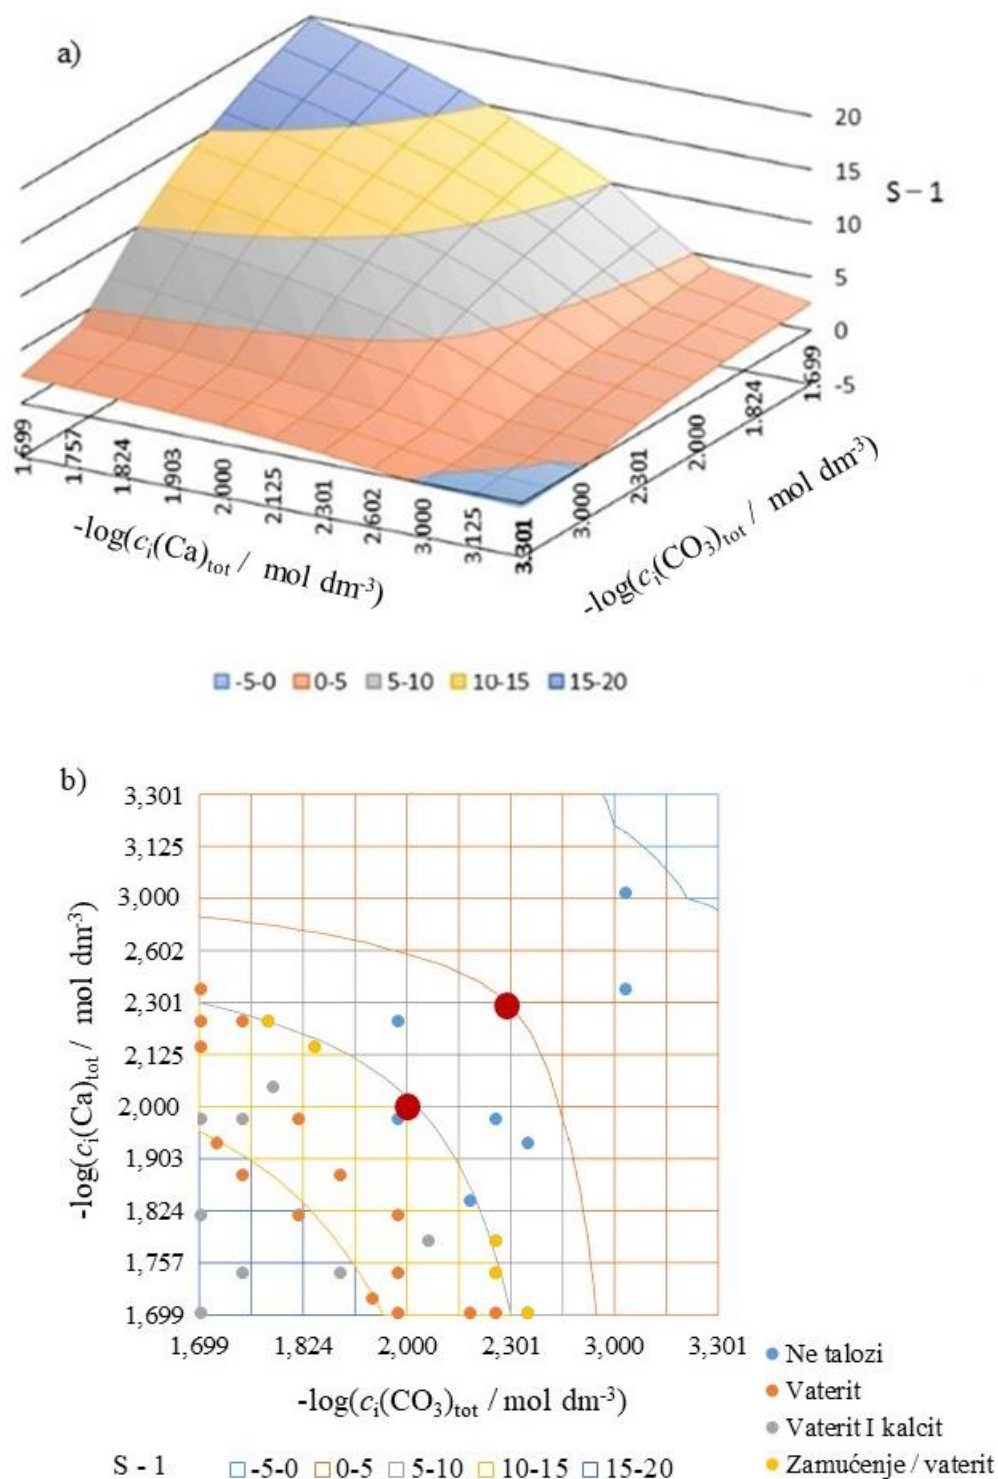 a)
20
15
S – 1
10
5
0
-5
1.699
1.757
1.824
1.903
2.000
2.125
2.301
2.602
3.000
3.125
3.301
3.000
2.301
2.000
1.824
1.699
-log(cᵢ(Ca)tot / mol dm-3)
-log(cᵢ(CO3)tot / mol dm-3)
-5-0 0-5 5-10 10-15 15-20
b)
3,301
3,125
3,000
2,602
2,301
2,125
2,000
1,903
1,824
1,757
1,699
-log(cᵢ(Ca)tot / mol dm-3)
1,699 1,824 2,000 2,301 3,000 3,301
-log(cᵢ(CO3)tot / mol dm-3)
Ne talozi
Vaterit
Vaterit I kalcit
Zamućenje / vaterit
S - 1 -5-0 0-5 5-10 10-15 15-20